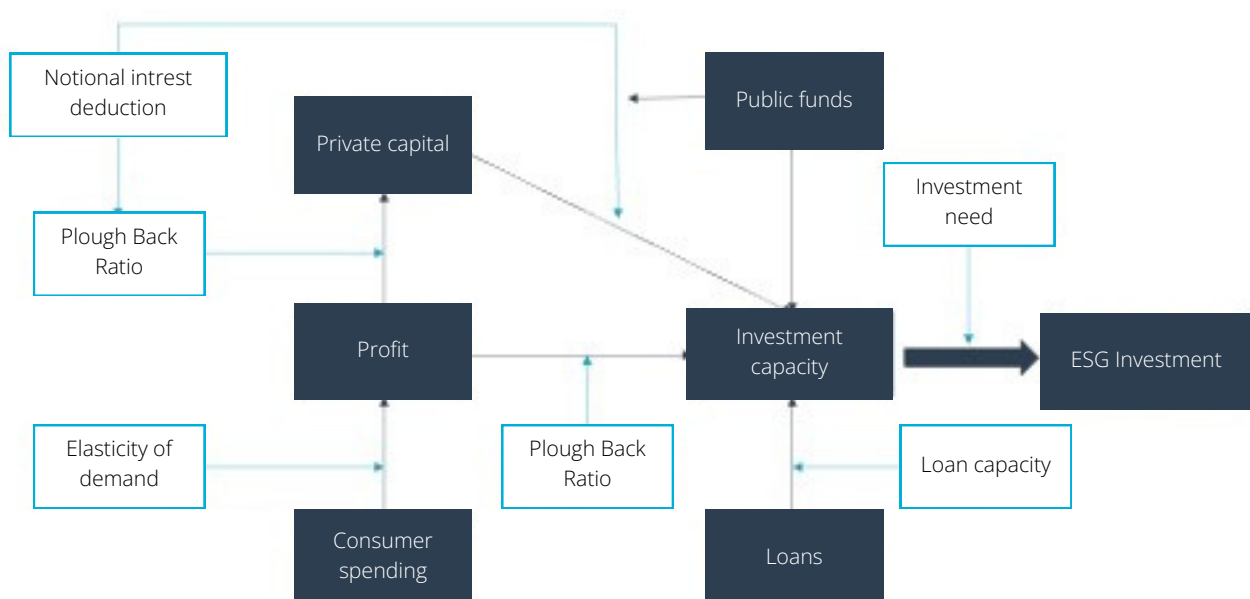 Notional intrest
deduction
Public funds
Private capital
Investment
need
Plough Back
Ratio
Profit
Investment
capacity
ESG Investment
Elasticity of
demand
Plough Back
Ratio
Loan capacity
Consumer
spending
Loans